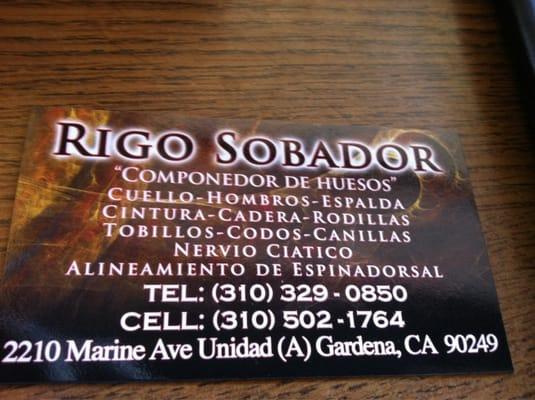 RIGO SOBADOR
"COMPONEDOR DE HUESOS"
CUELLO-HOMBROS-ESPALDA
CINTURA-CADERA-RODILLAS
TOBILLOS-CODOS-CANILLAS
NERVIO CIATICO
ALINEAMIENTO DE ESPINADORSAL
TEL: (310) 329-0850
CELL: (310) 502-1764
2210 Marine Ave Unidad (A) Gardena, CA 90249